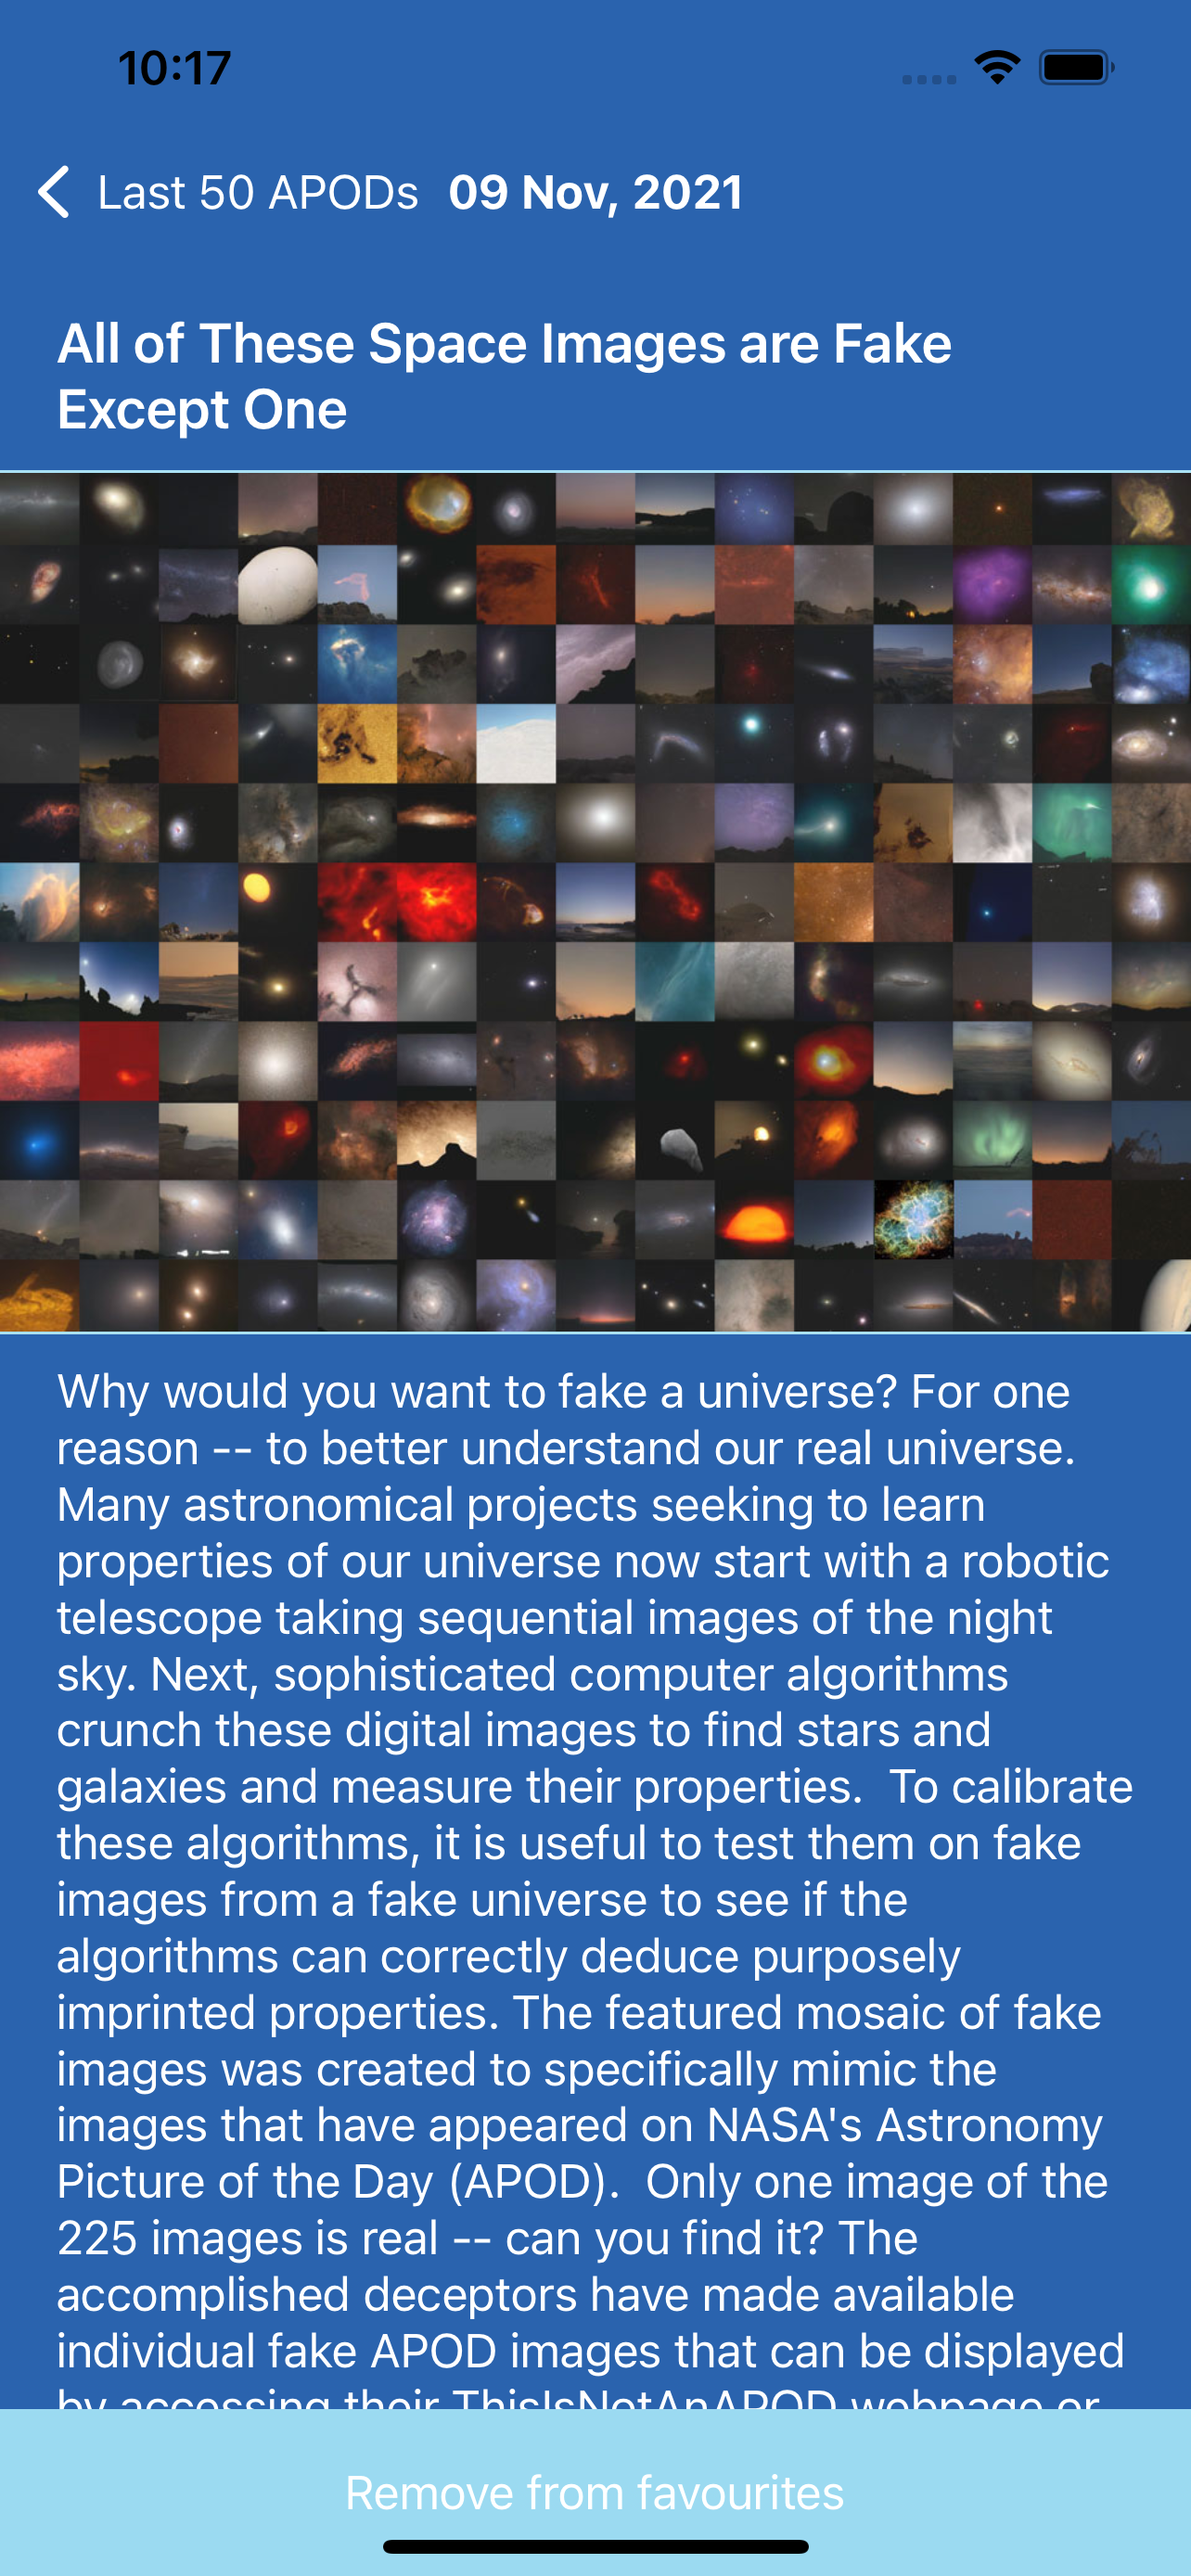 10:17
Last 50 APODs 09 Nov, 2021
All of These Space Images are Fake
Except One
Why would you want to fake a universe? For one
reason -- to better understand our real universe.
Many astronomical projects seeking to learn
properties of our universe now start with a robotic
telescope taking sequential images of the night
sky. Next, sophisticated computer algorithms
crunch these digital images to find stars and
galaxies and measure their properties.  To calibrate
these algorithms, it is useful to test them on fake
images from a fake universe to see if the
algorithms can correctly deduce purposely
imprinted properties. The featured mosaic of fake
images was created to specifically mimic the
images that have appeared on NASA's Astronomy
Picture of the Day (APOD).  Only one image of the
225 images is real -- can you find it? The
accomplished deceptors have made available
individual fake APOD images that can be displayed
by accessing their ThisIsNotAnAPOD webpage or
Remove from favourites